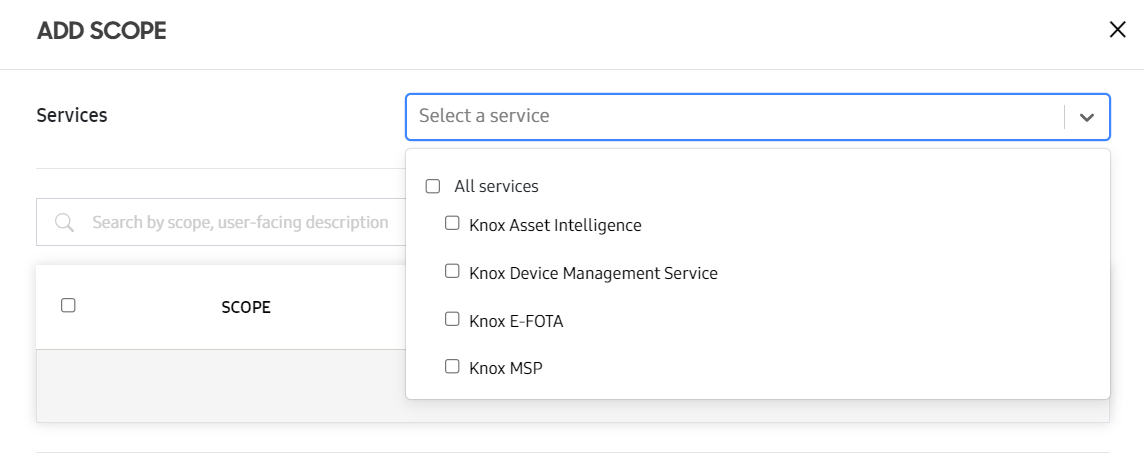 ADD SCOPE
Services
Select a service
All services
Knox Asset Intelligence
Knox Device Management Service
Knox E-FOTA
Knox MSP
Search by scope, user-facing description
SCOPE